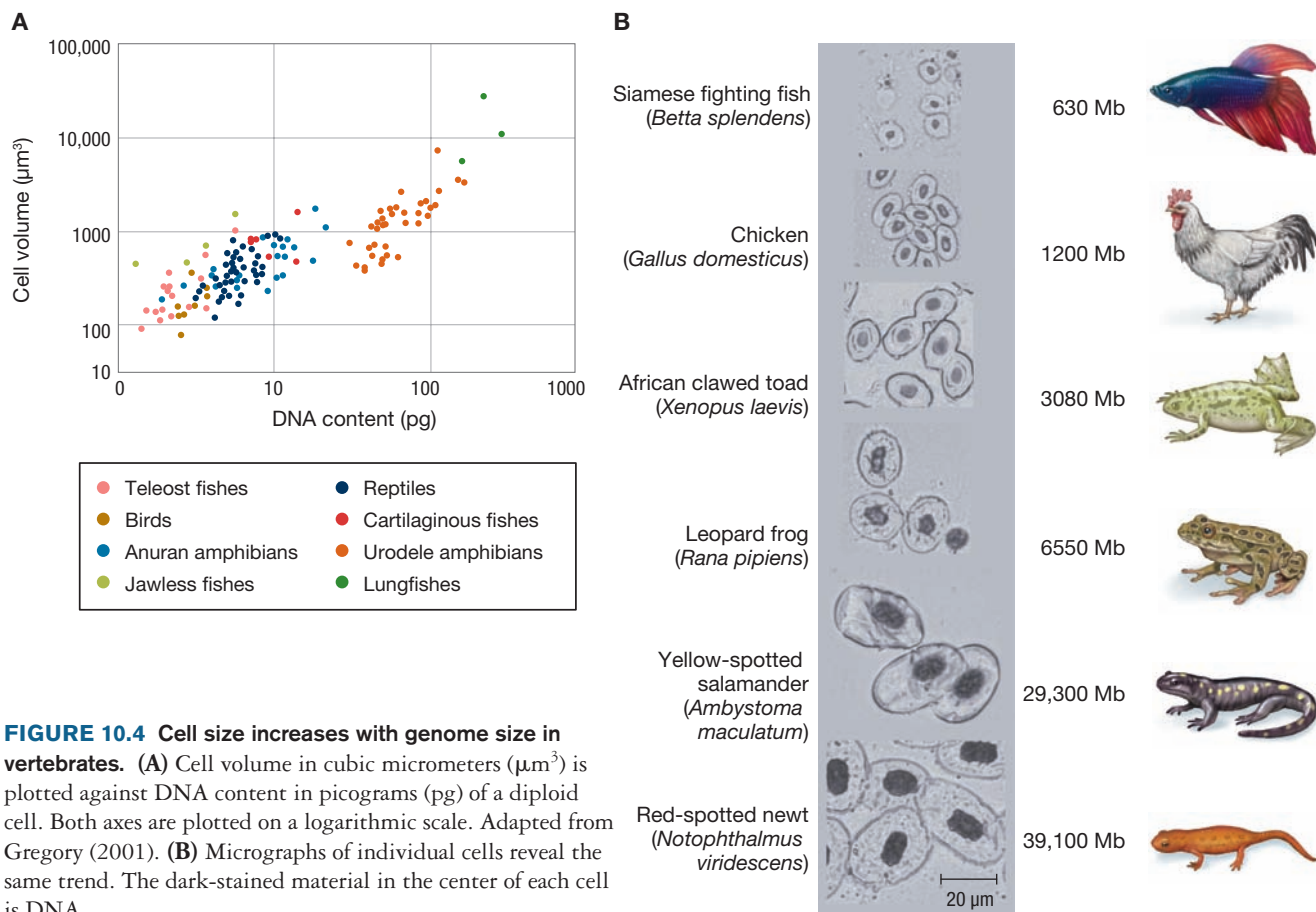 A
100,000
10,000
1000
100
10
Cell volume (μm³)
0
10
100
1000
DNA content (pg)
Teleost fishes
Birds
Anuran amphibians
Jawless fishes
Reptiles
Cartilaginous fishes
Urodele amphibians
Lungfishes
FIGURE 10.4 Cell size increases with genome size in
vertebrates. (A) Cell volume in cubic micrometers (μm³) is
plotted against DNA content in picograms (pg) of a diploid
cell. Both axes are plotted on a logarithmic scale. Adapted from
Gregory (2001). (B) Micrographs of individual cells reveal the
same trend. The dark-stained material in the center of each cell
is DNA.
B
Siamese fighting fish
(Betta splendens)
630 Mb
Chicken
(Gallus domesticus)
1200 Mb
African clawed toad
(Xenopus laevis)
3080 Mb
Leopard frog
(Rana pipiens)
6550 Mb
Yellow-spotted
salamander
(Ambystoma
maculatum)
29,300 Mb
Red-spotted newt
(Notophthalmus
viridescens)
39,100 Mb
20 μm